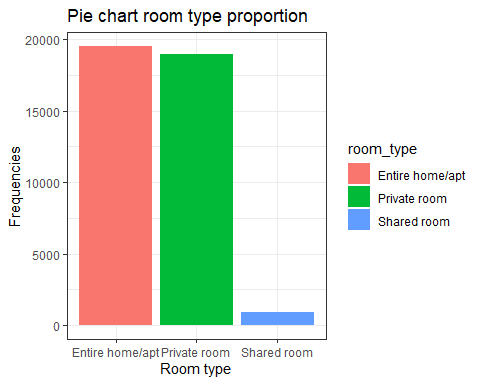 Pie chart room type proportion
20000
15000
10000
5000
0
Frequencies
Entire home/apt Private room Shared room
Room type
room_type
Entire home/apt
Private room
Shared room